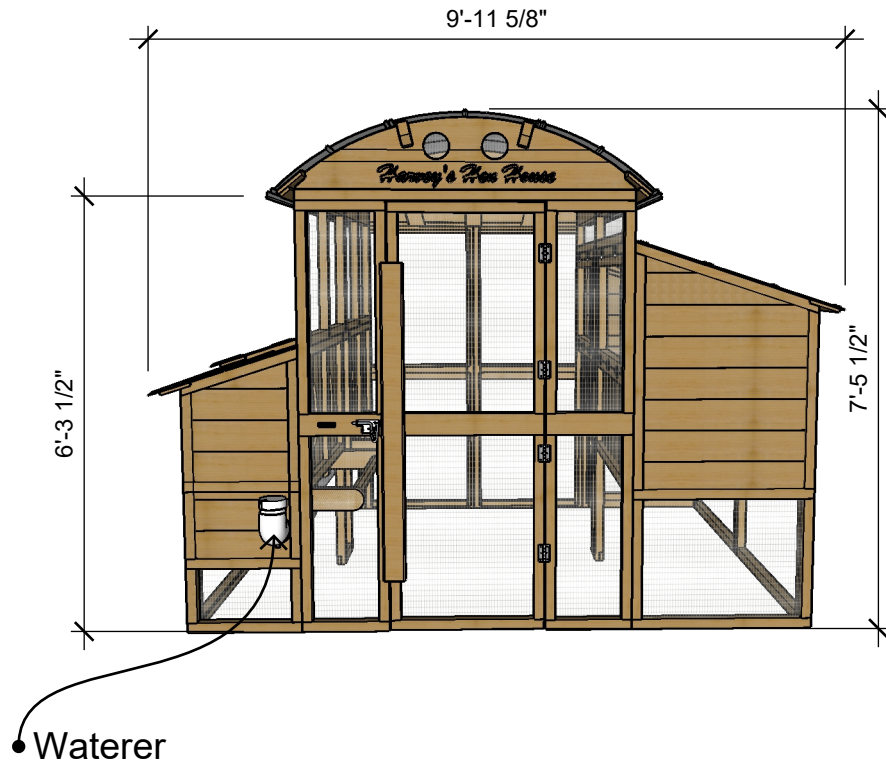 9'-11 5/8"
Harvey's Hen House
6'-3 1/2"
7'-5 1/2"
Waterer